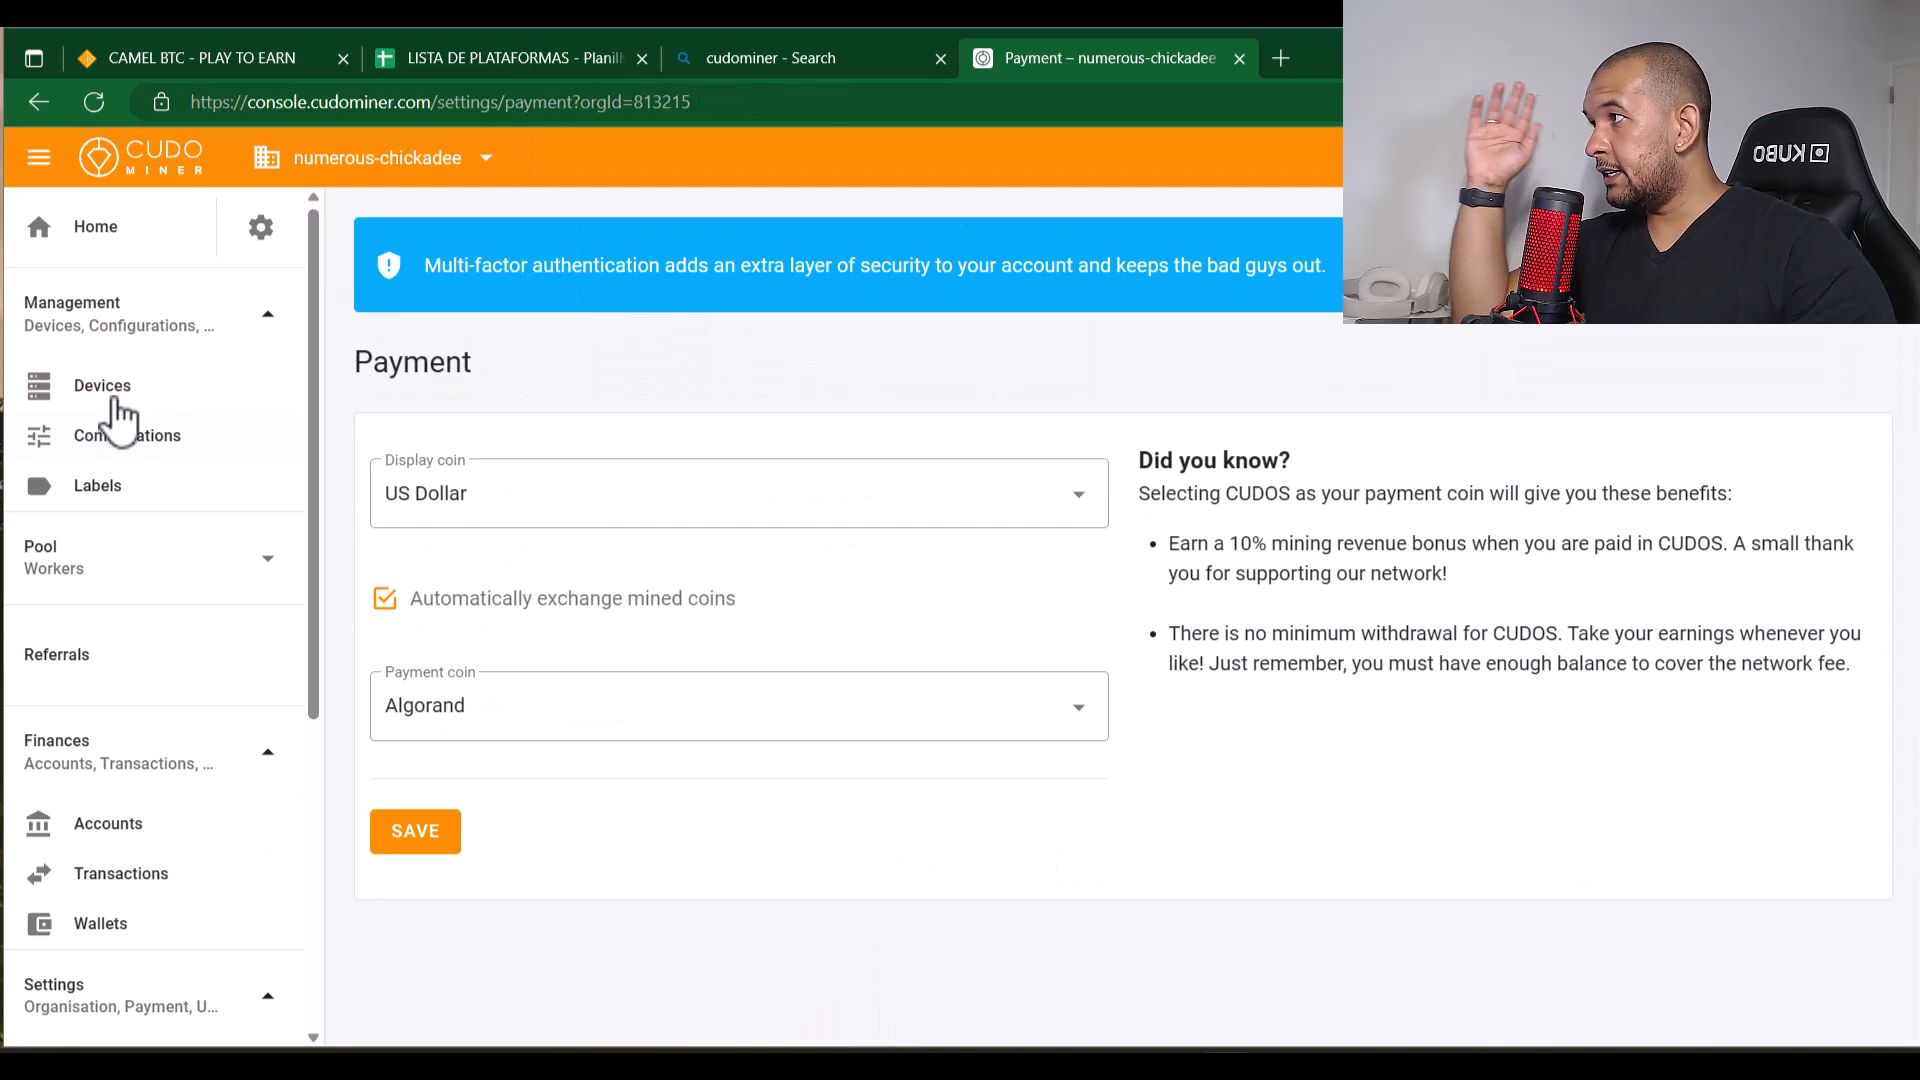 CAMEL BTC - PLAY TO EARN
LISTA DE PLATAFORMAS - Planil
cudominer - Search
Payment – numerous-chickadee
https://console.cudominer.com/settings/payment?orgId=813215
CUDO
MINER
numerous-chickadee
KUBO
Home
Management
Devices, Configurations, ...
Devices
Labels
Pool
Workers
Referrals
Finances
Accounts, Transactions, ...
Accounts
Transactions
Wallets
Settings
Organisation, Payment, U...
Multi-factor authentication adds an extra layer of security to your account and keeps the bad guys out.
Payment
Display coin
US Dollar
Automatically exchange mined coins
Payment coin
Algorand
SAVE
Did you know?
Selecting CUDOS as your payment coin will give you these benefits:
• Earn a 10% mining revenue bonus when you are paid in CUDOS. A small thank
you for supporting our network!
• There is no minimum withdrawal for CUDOS. Take your earnings whenever you
like! Just remember, you must have enough balance to cover the network fee.